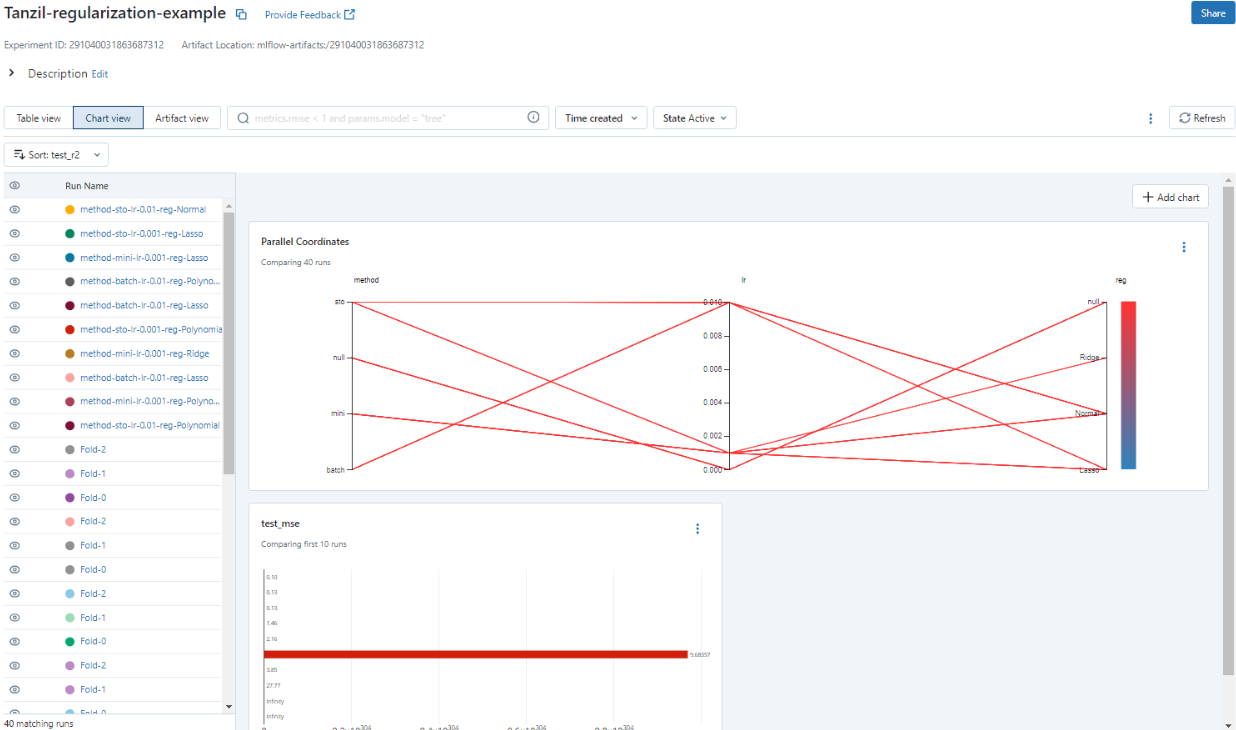 Tanzil-regularization-example Provide Feedback Share
Experiment ID: 291040031863687312 Artifact Location: mlflow-artifacts:/291040031863687312
Description Edit
Table view Chart view Artifact view metrics.rmse < 1 and params.model = "tree" Time created State Active Refresh
Sort: test_r2
Run Name
method-sto-lr-0.01-reg-Normal
method-sto-lr-0.001-reg-Lasso
method-mini-lr-0.001-reg-Lasso
method-batch-lr-0.01-reg-Polyno...
method-batch-lr-0.01-reg-Lasso
method-sto-lr-0.001-reg-Polynomia
method-mini-lr-0.001-reg-Ridge
method-batch-lr-0.01-reg-Lasso
method-mini-lr-0.001-reg-Polyno...
method-sto-lr-0.01-reg-Polynomial
Fold-2
Fold-1
Fold-0
Fold-2
Fold-1
Fold-0
Fold-2
Fold-1
Fold-0
Fold-2
Fold-1
Fold-0
40 matching runs
Add chart
Parallel Coordinates
Comparing 40 runs
method lr reg
sto 0.010 null
0.008
null 0.006 Ridge
0.004
mini Normal
0.002
batch 0.000 Lasso
test_mse
Comparing first 10 runs
0.10
0.13
0.13
1.46
2.16
3.85
27.77
Infinity
Infinity